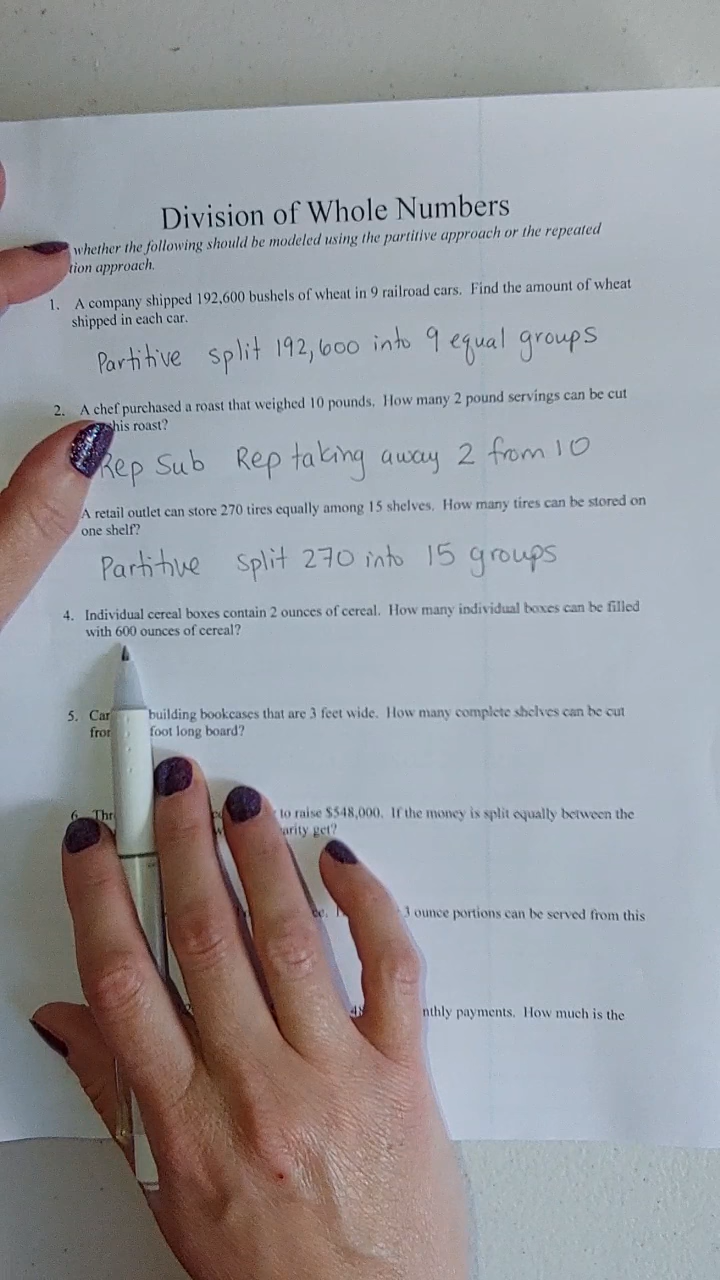 Division of Whole Numbers
whether the following should be modeled using the partitive approach or the repeated
tion approach.
1. A company shipped 192,600 bushels of wheat in 9 railroad cars. Find the amount of wheat
shipped in each car.
Partitive split 192,600 into 9 equal groups
2. A chef purchased a roast that weighed 10 pounds. How many 2 pound servings can be cut
his roast?
Rep Sub Rep taking away 2 from 10
A retail outlet can store 270 tires equally among 15 shelves. How many tires can be stored on
one shelf?
Partitive split 270 into 15 groups
4. Individual cereal boxes contain 2 ounces of cereal. How many individual boxes can be filled
with 600 ounces of cereal?
5. Car building bookcases that are 3 feet wide. How many complete shelves can be cut
foot long board?
6. Thr to raise $548,000. If the money is split equally between the
arity get?
3 ounce portions can be served from this
nthly payments. How much is the